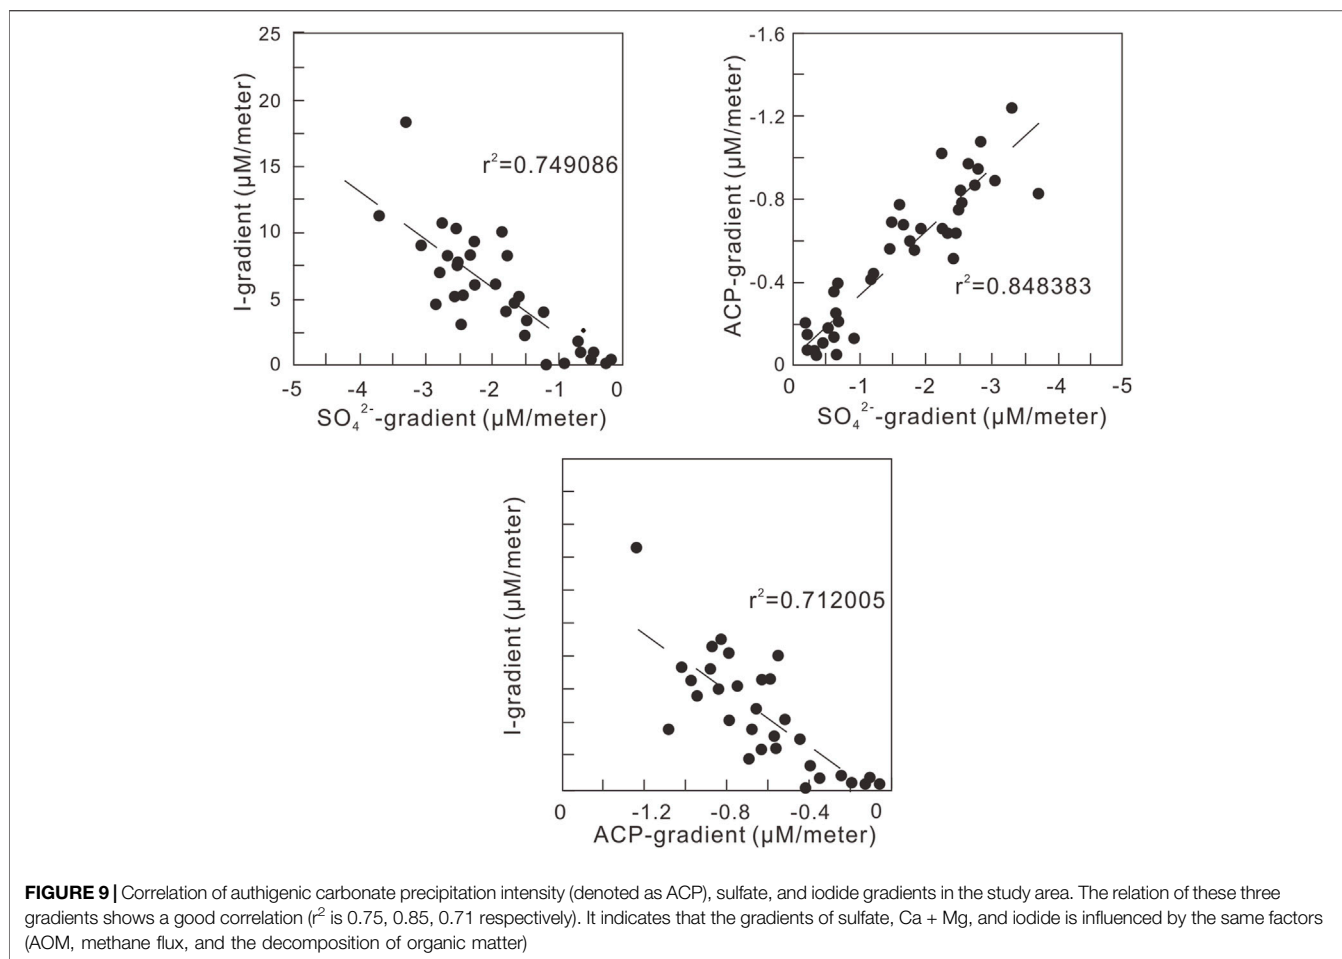 25
20
15
10
5
0
I-gradient (µM/meter)
r²=0.749086
-5 -4 -3 -2 -1 0
SO₄²⁻-gradient (µM/meter)
-1.6
-1.2
-0.8
-0.4
0
ACP-gradient (µM/meter)
r²=0.848383
0 -1 -2 -3 -4 -5
SO₄²⁻-gradient (µM/meter)
I-gradient (µM/meter)
r²=0.712005
0 -1.2 -0.8 -0.4 0
ACP-gradient (µM/meter)
FIGURE 9 | Correlation of authigenic carbonate precipitation intensity (denoted as ACP), sulfate, and iodide gradients in the study area. The relation of these three
gradients shows a good correlation (r² is 0.75, 0.85, 0.71 respectively). It indicates that the gradients of sulfate, Ca + Mg, and iodide is influenced by the same factors
(AOM, methane flux, and the decomposition of organic matter)